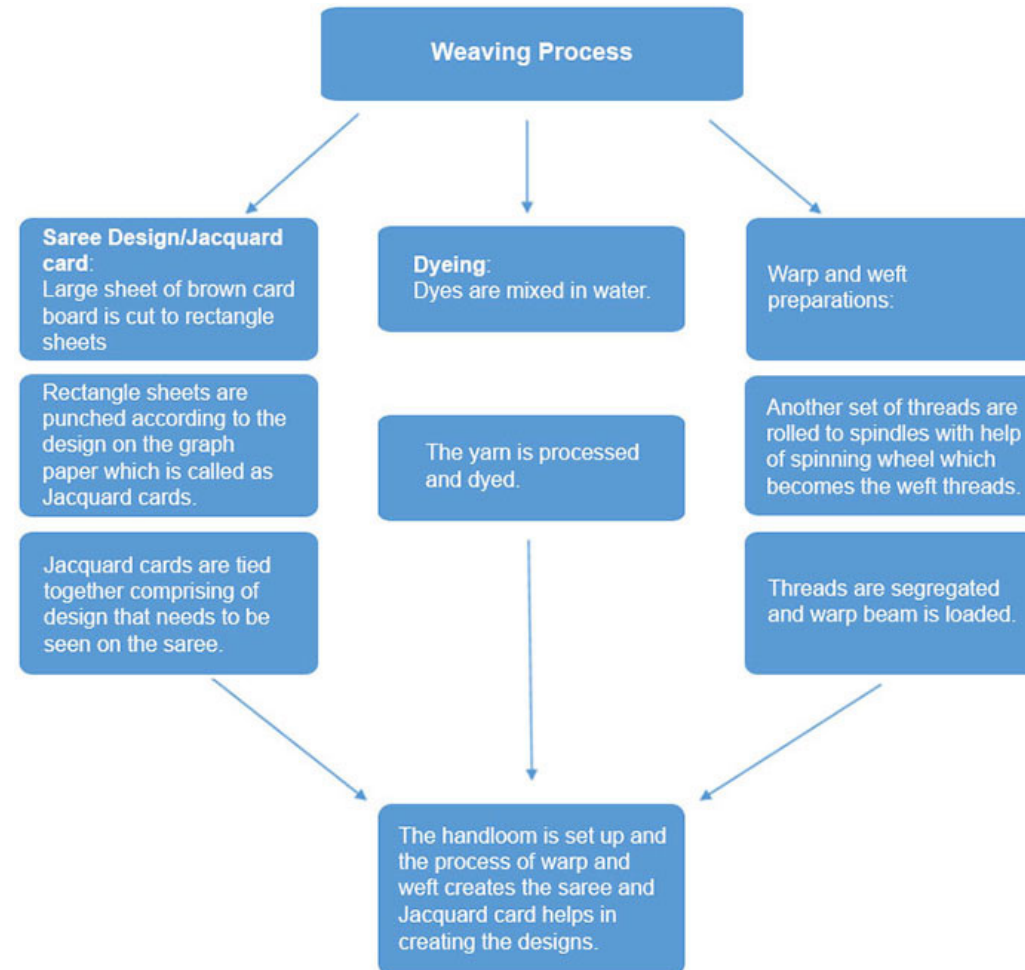 Weaving Process
Saree Design/Jacquard
card:
Large sheet of brown card
board is cut to rectangle
sheets
Rectangle sheets are
punched according to the
design on the graph
paper which is called as
Jacquard cards.
Jacquard cards are tied
together comprising of
design that needs to be
seen on the saree.
Dyeing:
Dyes are mixed in water.
The yarn is processed
and dyed.
Warp and weft
preparations:
Another set of threads are
rolled to spindles with help
of spinning wheel which
becomes the weft threads.
Threads are segregated
and warp beam is loaded.
The handloom is set up and
the process of warp and
weft creates the saree and
Jacquard card helps in
creating the designs.